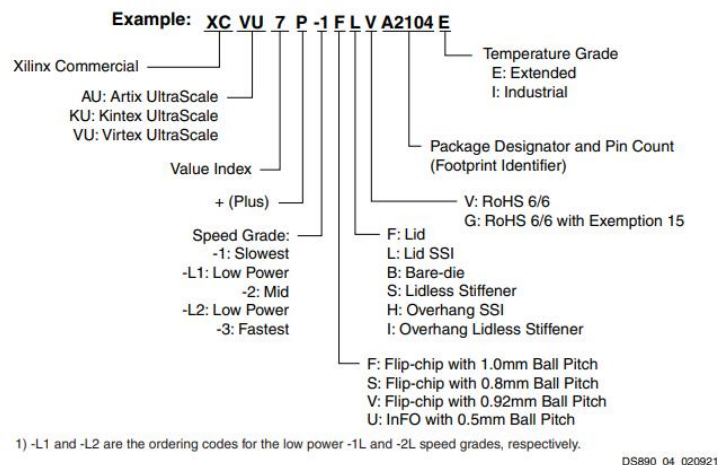 Example: XC VU 7 P -1 F L V A2104 E
Temperature Grade
E: Extended
I: Industrial
Xilinx Commercial
AU: Artix UltraScale
KU: Kintex UltraScale
VU: Virtex UltraScale
Package Designator and Pin Count
(Footprint Identifier)
Value Index
+ (Plus)
V: RoHS 6/6
G: RoHS 6/6 with Exemption 15
Speed Grade:
-1: Slowest
-L1: Low Power
-2: Mid
-L2: Low Power
-3: Fastest
F: Lid
L: Lid SSI
B: Bare-die
S: Lidless Stiffener
H: Overhang SSI
I: Overhang Lidless Stiffener
F: Flip-chip with 1.0mm Ball Pitch
S: Flip-chip with 0.8mm Ball Pitch
V: Flip-chip with 0.92mm Ball Pitch
U: InFO with 0.5mm Ball Pitch
1) -L1 and -L2 are the ordering codes for the low power -1L and -2L speed grades, respectively.
DS890_04_020921